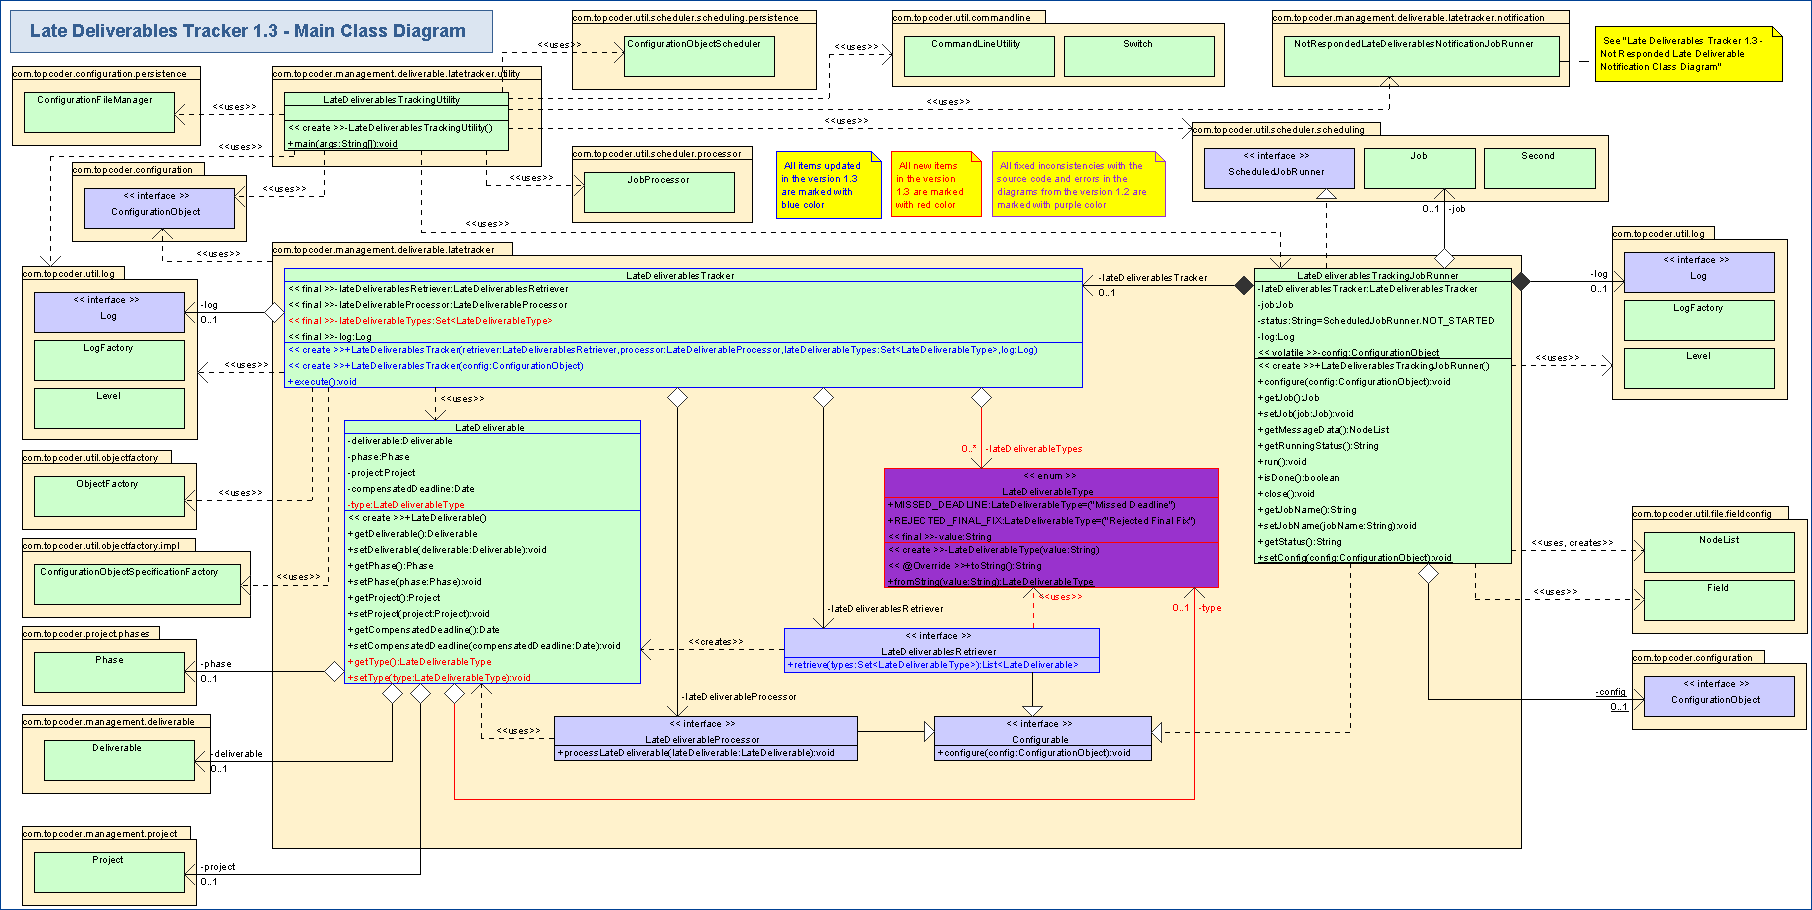 Late Deliverables Tracker 1.3 - Main Class Diagram
com.topcoder.util.scheduler.scheduling.persistence
ConfigurationObjectScheduler
com.topcoder.util.commandline
CommandLineUtility
Switch
com.topcoder.management.deliverable.latetracker.notification
NotRespondedLateDeliverablesNotificationJobRunner
See "Late Deliverables Tracker 1.3 -
Not Responded Late Deliverable
Notification Class Diagram"
<<uses>>
<<uses>>
com.topcoder.configuration.persistence
ConfigurationFileManager
<<uses>>
com.topcoder.management.deliverable.latetracker.utility
LateDeliverablesTrackingUtility
<< create >>-LateDeliverablesTrackingUtility()
+main(args:String[]):void
<<uses>>
<<uses>>
<<uses>>
com.topcoder.util.scheduler.processor
JobProcessor
<<uses>>
All items updated
in the version 1.3
are marked with
blue color
All new items
in the version
1.3 are marked
with red color
All fixed inconsistencies with the
source code and errors in the
diagrams from the version 1.2 are
marked with purple color
com.topcoder.util.scheduler.scheduling
<< interface >>
ScheduledJobRunner
Job
Second
0..1
-job
com.topcoder.configuration
<< interface >>
ConfigurationObject
<<uses>>
<<uses>>
<<uses>>
com.topcoder.util.log
<< interface >>
Log
LogFactory
Level
-log
0..1
<<uses>>
com.topcoder.management.deliverable.latetracker
LateDeliverablesTracker
<< final >>-lateDeliverablesRetriever:LateDeliverablesRetriever
<< final >>-lateDeliverableProcessor:LateDeliverableProcessor
<< final >>-lateDeliverableTypes:Set<LateDeliverableType>
<< final >>-log:Log
<< create >>+LateDeliverablesTracker(retriever:LateDeliverablesRetriever,processor:LateDeliverableProcessor,lateDeliverableTypes:Set<LateDeliverableType>,log:Log)
<< create >>+LateDeliverablesTracker(config:ConfigurationObject)
+execute():void
-lateDeliverablesTracker
0..1
LateDeliverablesTrackingJobRunner
-lateDeliverablesTracker:LateDeliverablesTracker
-job:Job
-status:String=ScheduledJobRunner.NOT_STARTED
-log:Log
<< volatile >>-config:ConfigurationObject
<< create >>+LateDeliverablesTrackingJobRunner()
+configure(config:ConfigurationObject):void
+getJob():Job
+setJob(job:Job):void
+getMessageData():NodeList
+getRunningStatus():String
+run():void
+isDone():boolean
+close():void
+getJobName():String
+setJobName(jobName:String):void
+getStatus():String
+setConfig(config:ConfigurationObject):void
com.topcoder.util.log
<< interface >>
Log
LogFactory
Level
-log
0..1
<<uses>>
<<uses>>
LateDeliverable
-deliverable:Deliverable
-phase:Phase
-project:Project
-compensatedDeadline:Date
-type:LateDeliverableType
<< create >>+LateDeliverable()
+getDeliverable():Deliverable
+setDeliverable(deliverable:Deliverable):void
+getPhase():Phase
+setPhase(phase:Phase):void
+getProject():Project
+setProject(project:Project):void
+getCompensatedDeadline():Date
+setCompensatedDeadline(compensatedDeadline:Date):void
+getType():LateDeliverableType
+setType(type:LateDeliverableType):void
0..*
-lateDeliverableTypes
<< enum >>
LateDeliverableType
+MISSED_DEADLINE:LateDeliverableType=("Missed Deadline")
+REJECTED_FINAL_FIX:LateDeliverableType=("Rejected Final Fix")
<< final >>-value:String
<< create >>-LateDeliverableType(value:String)
<< @Override >>+toString():String
+fromString(value:String):LateDeliverableType
<<uses>>
0..1
-type
com.topcoder.util.objectfactory
ObjectFactory
<<uses>>
com.topcoder.util.objectfactory.impl
ConfigurationObjectSpecificationFactory
<<uses>>
com.topcoder.util.file.fieldconfig
NodeList
Field
<<uses, creates>>
<<uses>>
-lateDeliverablesRetriever
<< interface >>
LateDeliverablesRetriever
+retrieve(types:Set<LateDeliverableType>):List<LateDeliverable>
<<creates>>
com.topcoder.project.phases
Phase
-phase
0..1
com.topcoder.configuration
<< interface >>
ConfigurationObject
-config
0..1
-lateDeliverableProcessor
<< interface >>
LateDeliverableProcessor
+processLateDeliverable(lateDeliverable:LateDeliverable):void
<<uses>>
<< interface >>
Configurable
+configure(config:ConfigurationObject):void
com.topcoder.management.deliverable
Deliverable
-deliverable
0..1
com.topcoder.management.project
Project
-project
0..1